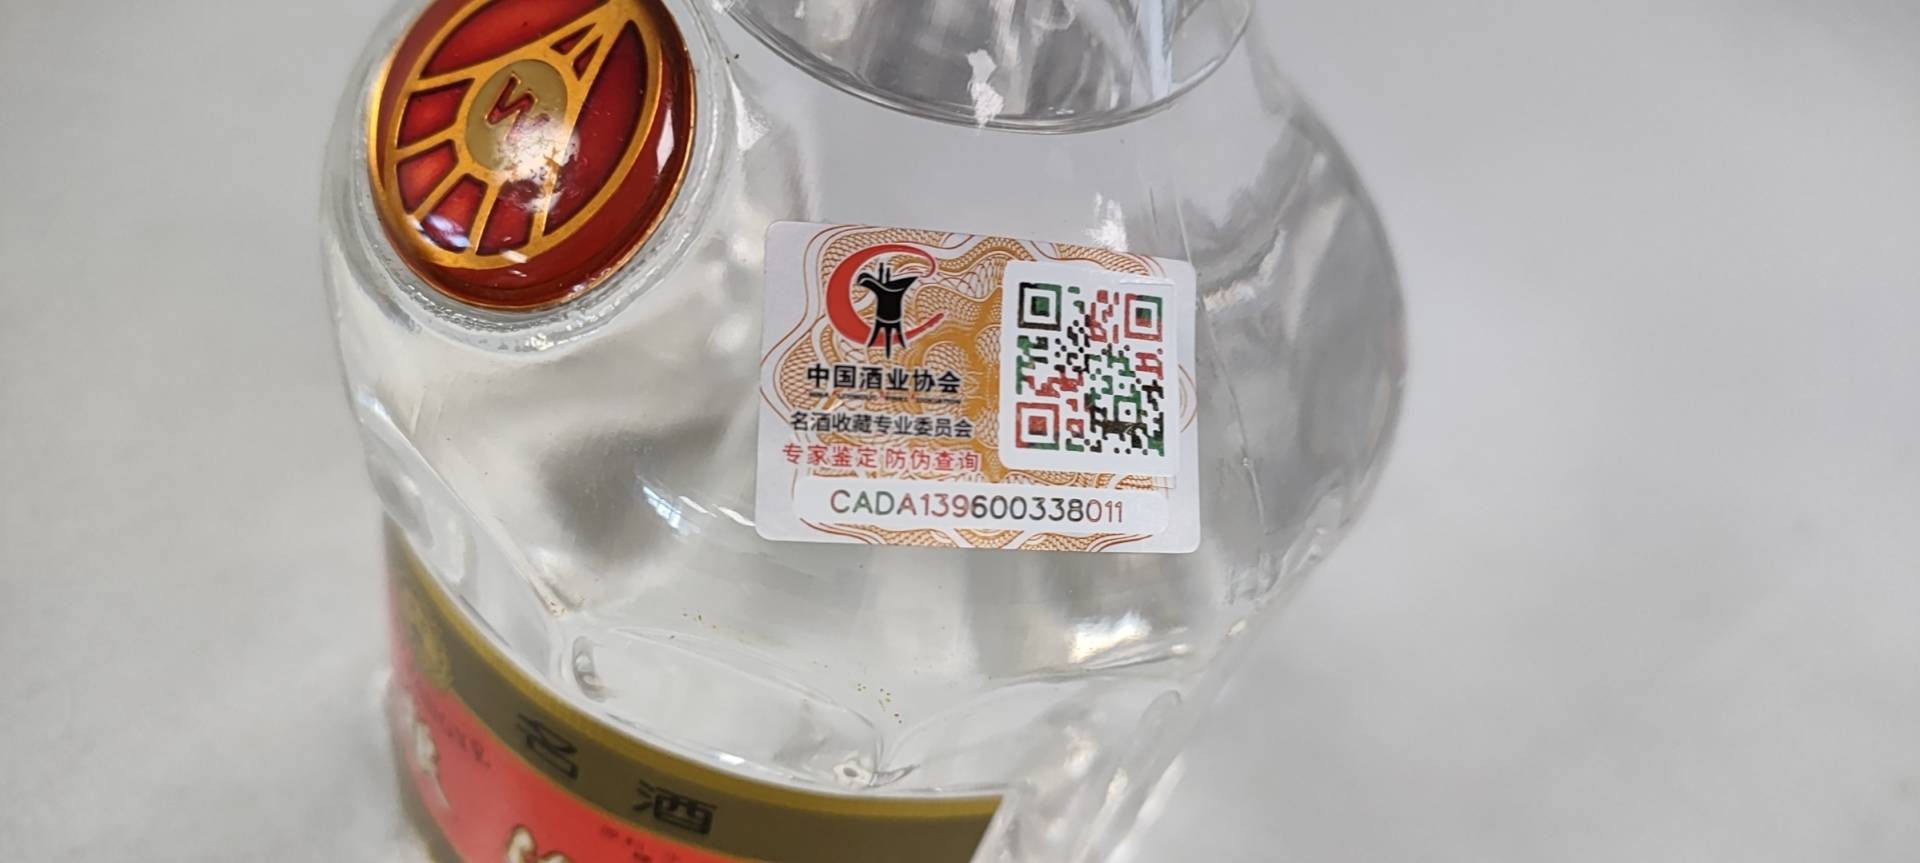 中国酒业协会
名酒收藏专业委员会
专家鉴定 防伪查询
CADA139600338011
名酒